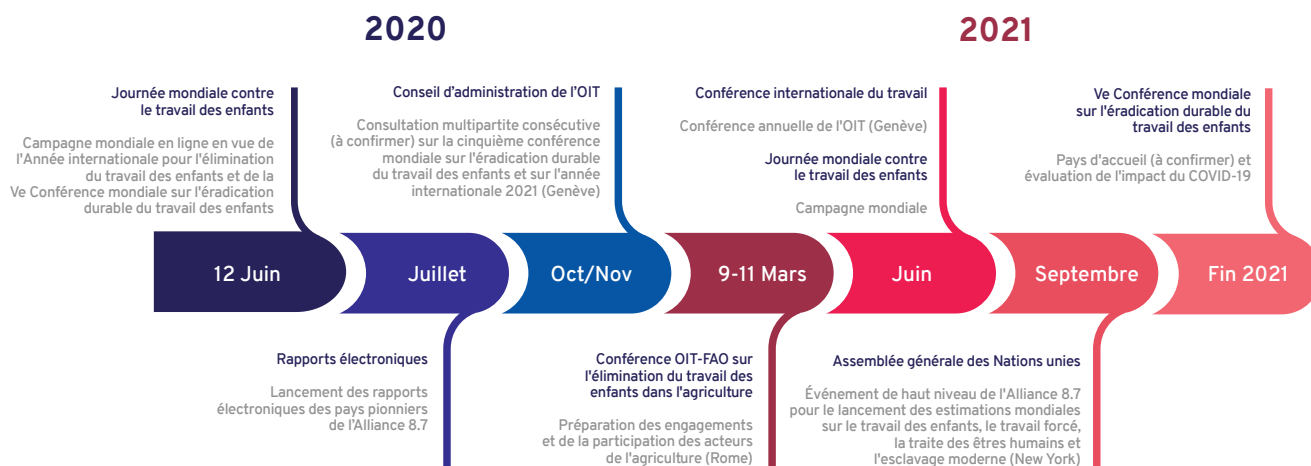 2020
2021
Journée mondiale contre
le travail des enfants
Campagne mondiale en ligne en vue de
l'Année internationale pour l'élimination
du travail des enfants et de la
Ve Conférence mondiale sur l'éradication
durable du travail des enfants
Conseil d'administration de l'OIT
Consultation multipartite consécutive
(à confirmer) sur la cinquième conférence
mondiale sur l'éradication durable
du travail des enfants et sur l'année
internationale 2021 (Genève)
Conférence internationale du travail
Conférence annuelle de l'OIT (Genève)
Journée mondiale contre
le travail des enfants
Campagne mondiale
Ve Conférence mondiale
sur l'éradication durable du
travail des enfants
Pays d'accueil (à confirmer) et
évaluation de l'impact du COVID-19
12 Juin
Juillet
Oct/Nov
9-11 Mars
Juin
Septembre
Fin 2021
Rapports électroniques
Lancement des rapports
électroniques des pays pionniers
de l'Alliance 8.7
Conférence OIT-FAO sur
l'élimination du travail des
enfants dans l'agriculture
Préparation des engagements
et de la participation des acteurs
de l'agriculture (Rome)
Assemblée générale des Nations unies
Événement de haut niveau de l'Alliance 8.7
pour le lancement des estimations mondiales
sur le travail des enfants, le travail forcé,
la traite des êtres humains et
l'esclavage moderne (New York)